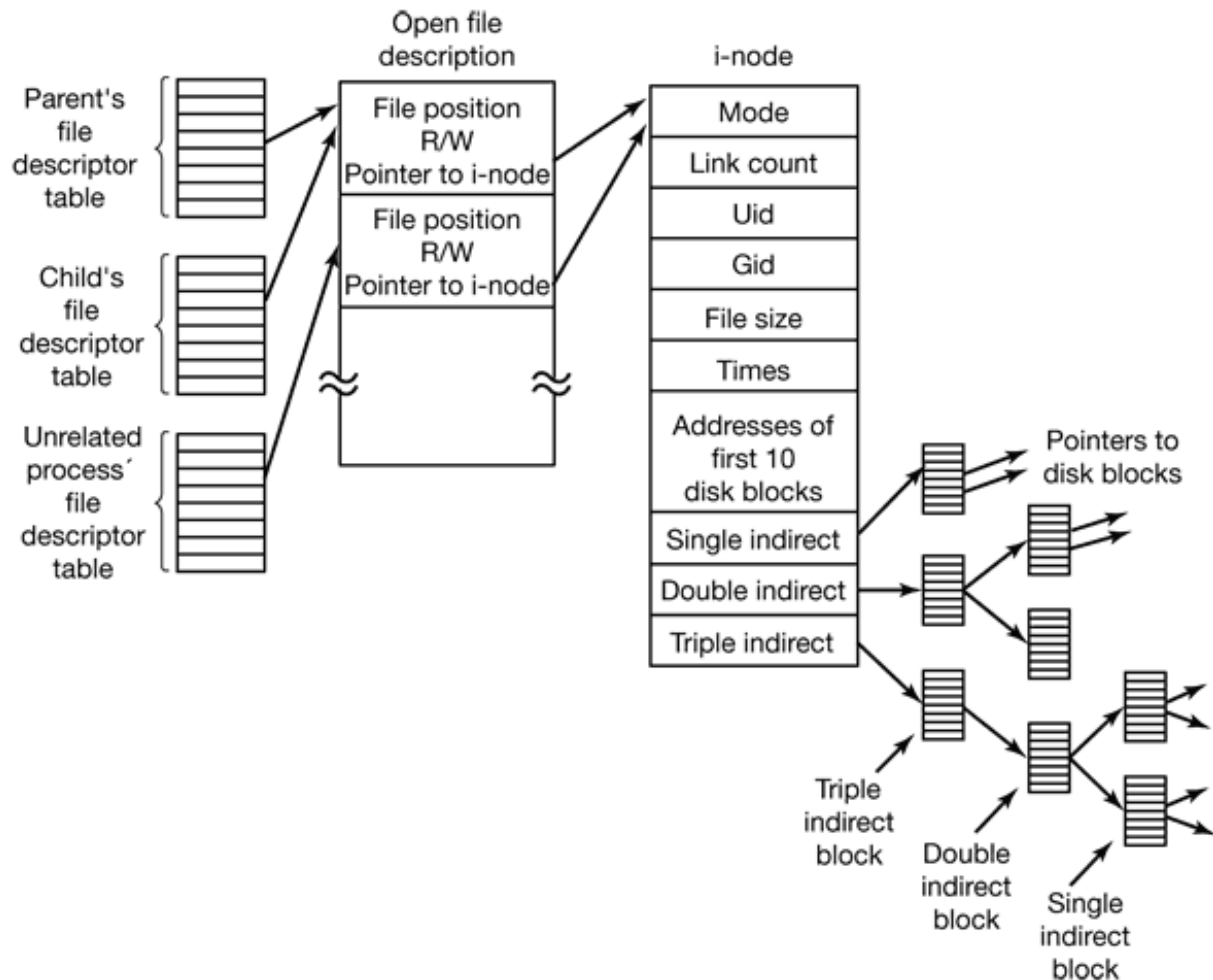 Open file
description
i-node
Parent's
file
descriptor
table
File position
R/W
Pointer to i-node
File position
R/W
Pointer to i-node
Child's
file
descriptor
table
Unrelated
process´
file
descriptor
table
Mode
Link count
Uid
Gid
File size
Times
Addresses of
first 10
disk blocks
Single indirect
Double indirect
Triple indirect
Pointers to
disk blocks
Triple
indirect
block
Double
indirect
block
Single
indirect
block